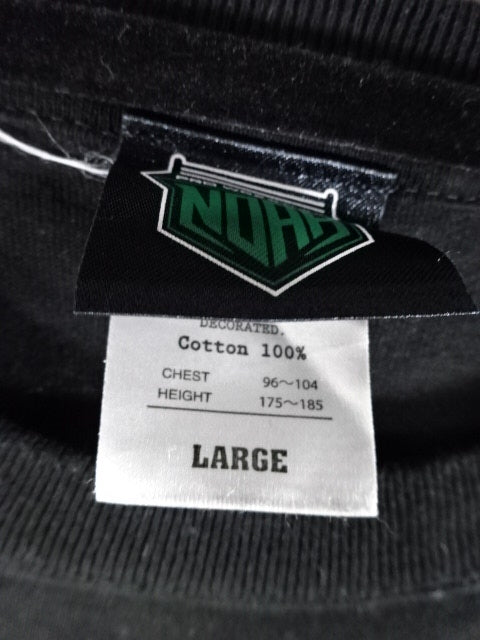 NOAH
DECORATED.
Cotton 100%
CHEST 96～104
HEIGHT 175～185
LARGE